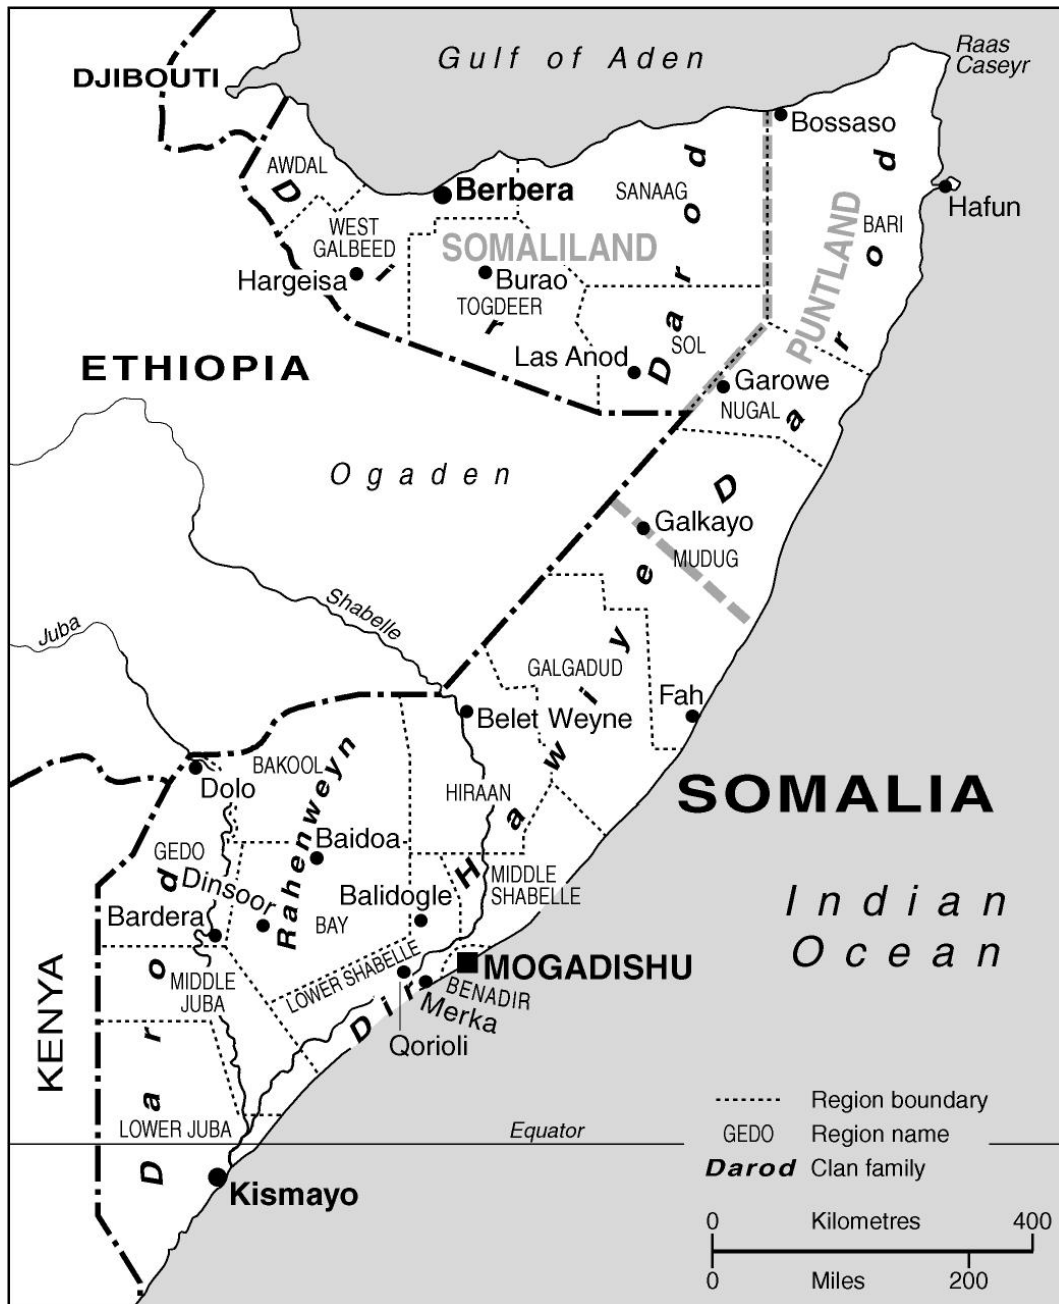 Gulf of Aden
Raas
Caseyr
DJIBOUTI
Bossaso
AWDAL
Berbera
SANAAG
Hafun
BARI
WEST
GALBEED
SOMALILAND
PUNTLAND
Hargeisa
Burao
TOGDEER
Dir
Darod
Darod
SOL
Las Anod
ETHIOPIA
Garowe
NUGAL
Ogaden
Galkayo
MUDUG
Shabelle
Juba
GALGADUD
Hawiye
Fah
Belet Weyne
SOMALIA
Dolo
BAKOOL
Rahenweyn
HIRAAN
Baidoa
GEDO
Dinsoor
Balidogle
MIDDLE
SHABELLE
Bardera
BAY
Indian
Ocean
KENYA
MIDDLE
JUBA
LOWER SHABELLE
MOGADISHU
BENADIR
Dir
Merka
Qorioli
Darod
LOWER JUBA
Equator
Kismayo
Region boundary
GEDO Region name
Darod Clan family
0 Kilometres 400
0 Miles 200